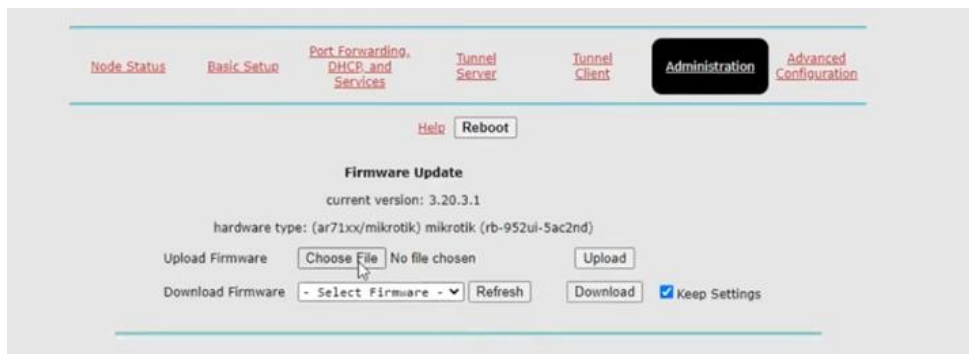 Node Status Basic Setup Port Forwarding, DHCP, and Services Tunnel Server Tunnel Client Administration Advanced Configuration
Help Reboot
Firmware Update
current version: 3.20.3.1
hardware type: (ar71xx/mikrotik) mikrotik (rb-952ui-5ac2nd)
Upload Firmware Choose File No file chosen Upload
Download Firmware - Select Firmware - Refresh Download Keep Settings